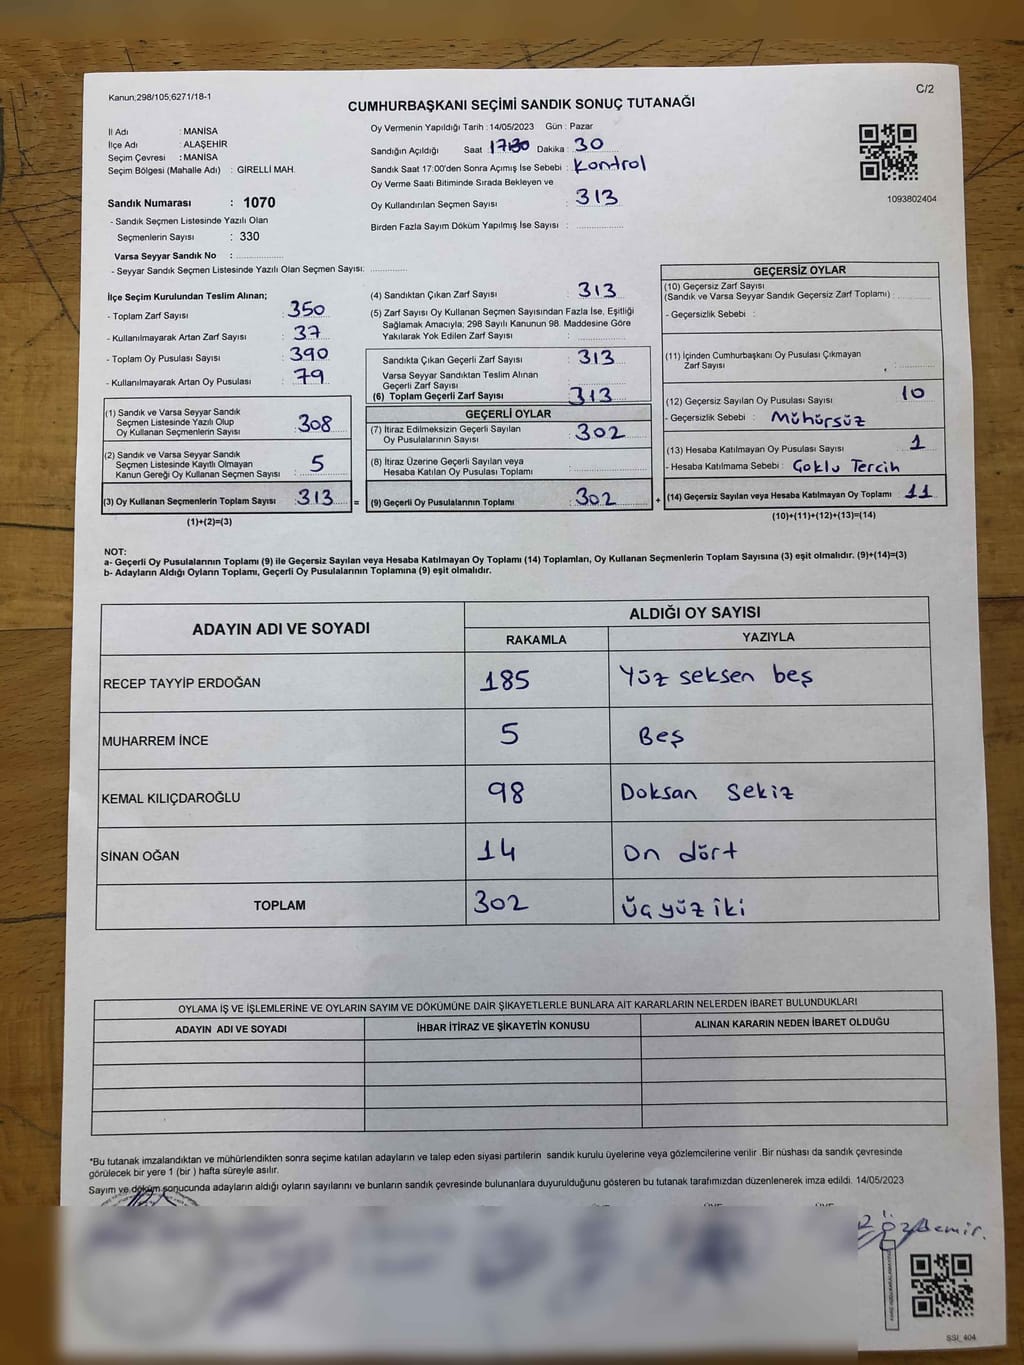 Kanun;298/105,6271/18-1
C/2
CUMHURBAŞKANI SEÇİMİ SANDIK SONUÇ TUTANAĞI
İl Adı : MANİSA
İlçe Adı : ALAŞEHİR
Seçim Çevresi : MANİSA
Seçim Bölgesi (Mahalle Adı) : GİRELLİ MAH.
Sandık Numarası : 1070
- Sandık Seçmen Listesinde Yazılı Olan
Seçmenlerin Sayısı : 330
Varsa Seyyar Sandık No :
- Seyyar Sandık Seçmen Listesinde Yazılı Olan Seçmen Sayısı:
Oy Vermenin Yapıldığı Tarih : 14/05/2023 Gün : Pazar
Sandığın Açıldığı Saat : 17:30 Dakika : 30
Sandık Saat 17:00'den Sonra Açımış İse Sebebi : Kontrol
Oy Verme Saati Bitiminde Sırada Bekleyen ve
Oy Kullandırılan Seçmen Sayısı : 313
Birden Fazla Sayım Döküm Yapılmış İse Sayısı :
1093802404
İlçe Seçim Kurulundan Teslim Alınan;
- Toplam Zarf Sayısı : 350
- Kullanılmayarak Artan Zarf Sayısı : 37
- Toplam Oy Pusulası Sayısı : 390
- Kullanılmayarak Artan Oy Pusulası : 79
(1) Sandık ve Varsa Seyyar Sandık
Seçmen Listesinde Yazılı Olup
Oy Kullanan Seçmenlerin Sayısı : 308
(2) Sandık ve Varsa Seyyar Sandık
Seçmen Listesinde Kayıtlı Olmayan
Kanun Gereği Oy Kullanan Seçmen Sayısı : 5
(3) Oy Kullanan Seçmenlerin Toplam Sayısı : 313 =
(1)+(2)=(3)
(4) Sandıktan Çıkan Zarf Sayısı : 313
(5) Zarf Sayısı Oy Kullanan Seçmen Sayısından Fazla İse, Eşitliği
Sağlamak Amacıyla; 298 Sayılı Kanunun 98. Maddesine Göre
Yakılarak Yok Edilen Zarf Sayısı :
Sandıkta Çıkan Geçerli Zarf Sayısı : 313
Varsa Seyyar Sandıktan Teslim Alınan
Geçerli Zarf Sayısı :
(6) Toplam Geçerli Zarf Sayısı : 313
GEÇERLİ OYLAR
(7) İtiraz Edilmeksizin Geçerli Sayılan
Oy Pusulalarının Sayısı : 302
(8) İtiraz Üzerine Geçerli Sayılan veya
Hesaba Katılan Oy Pusulası Toplamı :
(9) Geçerli Oy Pusulalarının Toplamı : 302 +
GEÇERSİZ OYLAR
(10) Geçersiz Zarf Sayısı
(Sandık ve Varsa Seyyar Sandık Geçersiz Zarf Toplamı) :
- Geçersizlik Sebebi :
(11) İçinden Cumhurbaşkanı Oy Pusulası Çıkmayan
Zarf Sayısı :
(12) Geçersiz Sayılan Oy Pusulası Sayısı : 10
- Geçersizlik Sebebi : Mühürsüz
(13) Hesaba Katılmayan Oy Pusulası Sayısı : 1
- Hesaba Katılmama Sebebi : Çoklu Tercih
(14) Geçersiz Sayılan veya Hesaba Katılmayan Oy Toplamı : 11
(10)+(11)+(12)+(13)=(14)
NOT:
a- Geçerli Oy Pusulalarının Toplamı (9) ile Geçersiz Sayılan veya Hesaba Katılmayan Oy Toplamı (14) Toplamları, Oy Kullanan Seçmenlerin Toplam Sayısına (3) eşit olmalıdır. (9)+(14)=(3)
b- Adayların Aldığı Oyların Toplamı, Geçerli Oy Pusulalarının Toplamına (9) eşit olmalıdır.
ADAYIN ADI VE SOYADI
ALDIĞI OY SAYISI
RAKAMLA YAZIYLA
RECEP TAYYİP ERDOĞAN 185 Yüz seksen beş
MUHARREM İNCE 5 Beş
KEMAL KILIÇDAROĞLU 98 Doksan Sekiz
SİNAN OĞAN 14 On dört
TOPLAM 302 Üçyüz iki
OYLAMA İŞ VE İŞLEMLERİNE VE OYLARIN SAYIM VE DÖKÜMÜNE DAİR ŞİKAYETLERLE BUNLARA AİT KARARLARIN NELERDEN İBARET BULUNDUKLARI
ADAYIN ADI VE SOYADI İHBAR İTİRAZ VE ŞİKAYETİN KONUSU ALINAN KARARIN NEDEN İBARET OLDUĞU
*Bu tutanak imzalandıktan ve mühürlendikten sonra seçime katılan adayların ve talep eden siyasi partilerin sandık kurulu üyelerine veya gözlemcilerine verilir .Bir nüshası da sandık çevresinde
görülecek bir yere 1 (bir ) hafta süreyle asılır.
Sayım ve döküm sonucunda adayların aldığı oyların sayılarını ve bunların sandık çevresinde bulunanlara duyurulduğunu gösteren bu tutanak tarafımızdan düzenlenerek imza edildi. 14/05/2023
SSI_404